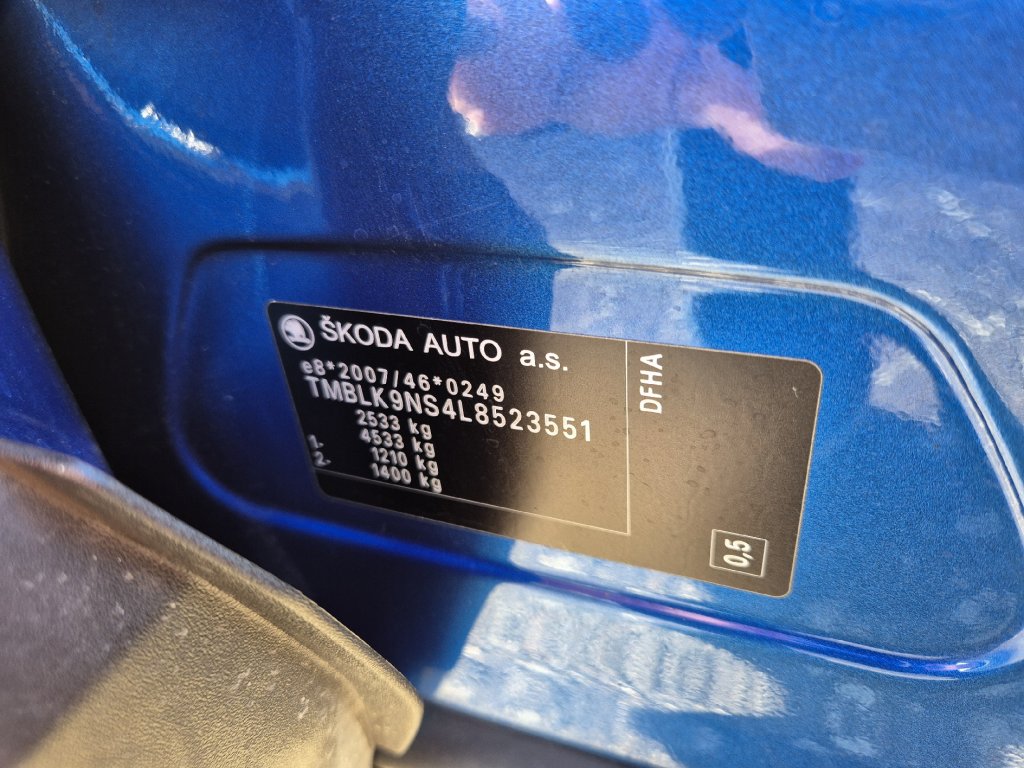 ŠKODA AUTO a.s.
e8*2007/46*0249
TMBLK9NS4L8523551
2533 kg
4533 kg
1- 1210 kg
2- 1400 kg
DFHA
0,5